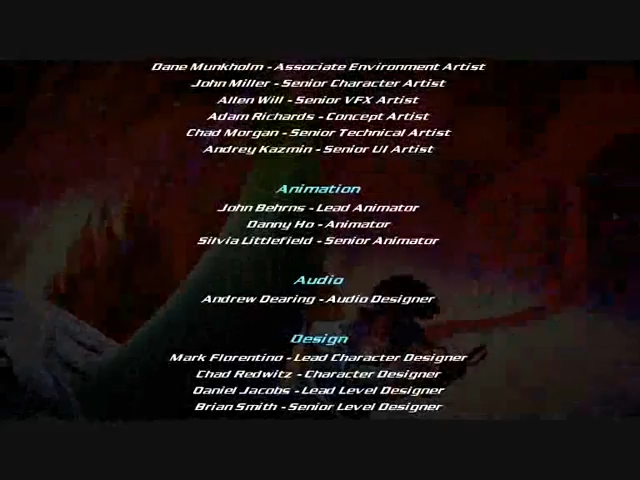 Dane Munkholm - Associate Environment Artist
John Miller - Senior Character Artist
Allen Will - Senior VFX Artist
Adam Richards - Concept Artist
Chad Morgan - Senior Technical Artist
Andrey Kazmin - Senior UI Artist
Animation
John Behrns - Lead Animator
Danny Ho - Animator
Silvia Littlefield - Senior Animator
Audio
Andrew Dearing - Audio Designer
Design
Mark Florentino - Lead Character Designer
Chad Redwitz - Character Designer
Daniel Jacobs - Lead Level Designer
Brian Smith - Senior Level Designer